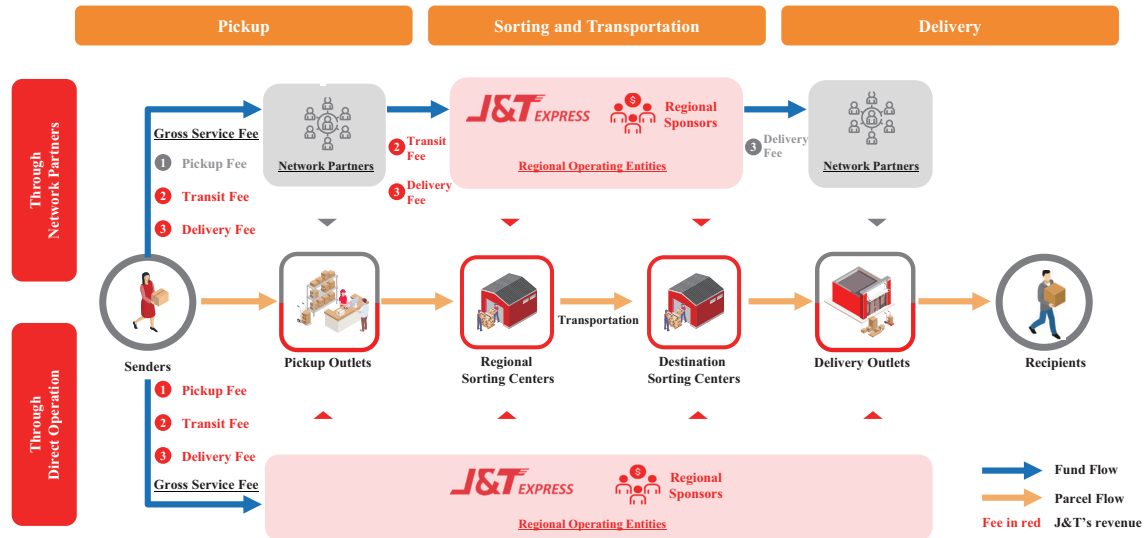 Pickup
Sorting and Transportation
Delivery
Through
Network Partners
Gross Service Fee
1 Pickup Fee
2 Transit Fee
3 Delivery Fee
Network Partners
2 Transit
Fee
3 Delivery
Fee
J&T EXPRESS
$
Regional
Sponsors
Regional Operating Entities
3 Delivery
Fee
Network Partners
Senders
Pickup Outlets
Regional
Sorting Centers
Transportation
Destination
Sorting Centers
Delivery Outlets
Recipients
Through
Direct Operation
1 Pickup Fee
2 Transit Fee
3 Delivery Fee
Gross Service Fee
J&T EXPRESS
$
Regional
Sponsors
Regional Operating Entities
Fund Flow
Parcel Flow
Fee in red J&T's revenue